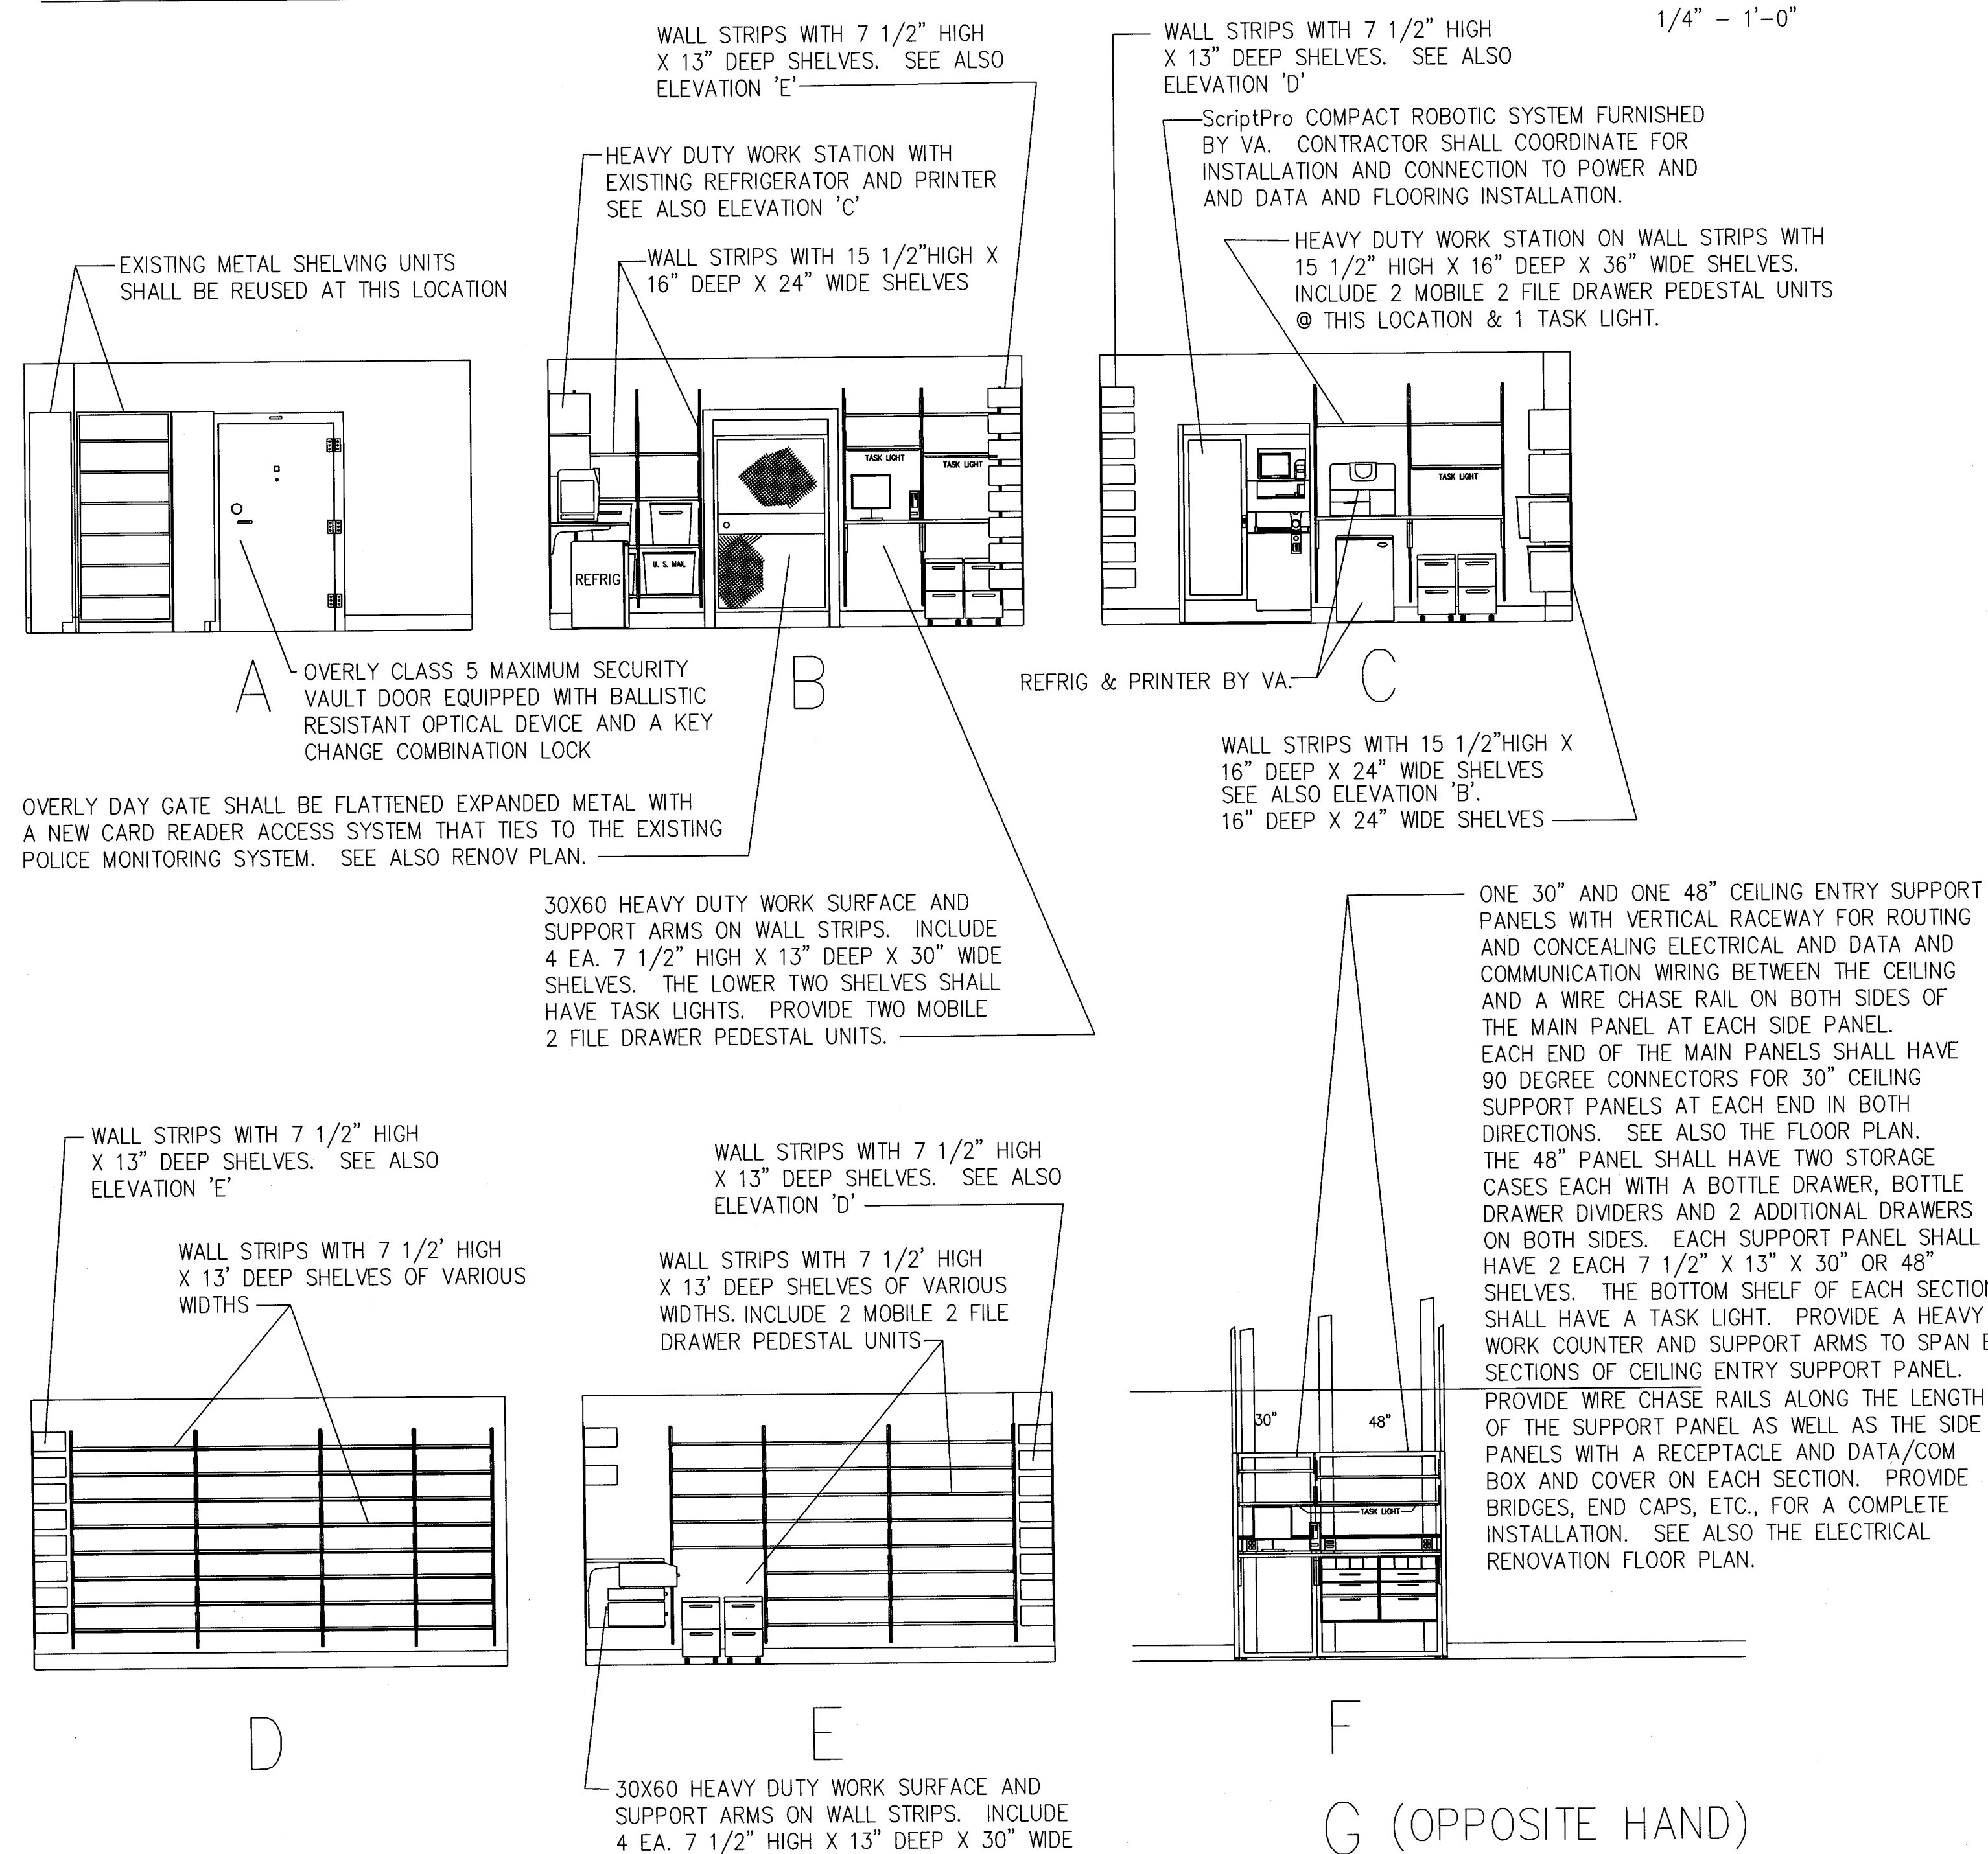 1/4" - 1'-0"
WALL STRIPS WITH 7 1/2" HIGH
X 13" DEEP SHELVES. SEE ALSO
ELEVATION 'E'
WALL STRIPS WITH 7 1/2" HIGH
X 13" DEEP SHELVES. SEE ALSO
ELEVATION 'D'
ScriptPro COMPACT ROBOTIC SYSTEM FURNISHED
BY VA. CONTRACTOR SHALL COORDINATE FOR
INSTALLATION AND CONNECTION TO POWER AND
AND DATA AND FLOORING INSTALLATION.
HEAVY DUTY WORK STATION WITH
EXISTING REFRIGERATOR AND PRINTER
SEE ALSO ELEVATION 'C'
HEAVY DUTY WORK STATION ON WALL STRIPS WITH
15 1/2" HIGH X 16" DEEP X 36" WIDE SHELVES.
INCLUDE 2 MOBILE 2 FILE DRAWER PEDESTAL UNITS
@ THIS LOCATION & 1 TASK LIGHT.
WALL STRIPS WITH 15 1/2"HIGH X
16" DEEP X 24" WIDE SHELVES
EXISTING METAL SHELVING UNITS
SHALL BE REUSED AT THIS LOCATION
TASK LIGHT
TASK LIGHT
REFRIG
U. S. MAIL
TASK LIGHT
A
OVERLY CLASS 5 MAXIMUM SECURITY
VAULT DOOR EQUIPPED WITH BALLISTIC
RESISTANT OPTICAL DEVICE AND A KEY
CHANGE COMBINATION LOCK
B
REFRIG & PRINTER BY VA.
C
WALL STRIPS WITH 15 1/2"HIGH X
16" DEEP X 24" WIDE SHELVES
SEE ALSO ELEVATION 'B'.
16" DEEP X 24" WIDE SHELVES
OVERLY DAY GATE SHALL BE FLATTENED EXPANDED METAL WITH
A NEW CARD READER ACCESS SYSTEM THAT TIES TO THE EXISTING
POLICE MONITORING SYSTEM. SEE ALSO RENOV PLAN.
30X60 HEAVY DUTY WORK SURFACE AND
SUPPORT ARMS ON WALL STRIPS. INCLUDE
4 EA. 7 1/2" HIGH X 13" DEEP X 30" WIDE
SHELVES. THE LOWER TWO SHELVES SHALL
HAVE TASK LIGHTS. PROVIDE TWO MOBILE
2 FILE DRAWER PEDESTAL UNITS.
ONE 30" AND ONE 48" CEILING ENTRY SUPPORT
PANELS WITH VERTICAL RACEWAY FOR ROUTING
AND CONCEALING ELECTRICAL AND DATA AND
COMMUNICATION WIRING BETWEEN THE CEILING
AND A WIRE CHASE RAIL ON BOTH SIDES OF
THE MAIN PANEL AT EACH SIDE PANEL.
EACH END OF THE MAIN PANELS SHALL HAVE
90 DEGREE CONNECTORS FOR 30" CEILING
SUPPORT PANELS AT EACH END IN BOTH
DIRECTIONS. SEE ALSO THE FLOOR PLAN.
THE 48" PANEL SHALL HAVE TWO STORAGE
CASES EACH WITH A BOTTLE DRAWER, BOTTLE
DRAWER DIVIDERS AND 2 ADDITIONAL DRAWERS
ON BOTH SIDES. EACH SUPPORT PANEL SHALL
HAVE 2 EACH 7 1/2" X 13" X 30" OR 48"
SHELVES. THE BOTTOM SHELF OF EACH SECTION
SHALL HAVE A TASK LIGHT. PROVIDE A HEAVY
WORK COUNTER AND SUPPORT ARMS TO SPAN
SECTIONS OF CEILING ENTRY SUPPORT PANEL.
PROVIDE WIRE CHASE RAILS ALONG THE LENGTH
OF THE SUPPORT PANEL AS WELL AS THE SIDE
PANELS WITH A RECEPTACLE AND DATA/COM
BOX AND COVER ON EACH SECTION. PROVIDE
BRIDGES, END CAPS, ETC., FOR A COMPLETE
INSTALLATION. SEE ALSO THE ELECTRICAL
RENOVATION FLOOR PLAN.
WALL STRIPS WITH 7 1/2" HIGH
X 13" DEEP SHELVES. SEE ALSO
ELEVATION 'E'
WALL STRIPS WITH 7 1/2' HIGH
X 13' DEEP SHELVES OF VARIOUS
WIDTHS
WALL STRIPS WITH 7 1/2" HIGH
X 13" DEEP SHELVES. SEE ALSO
ELEVATION 'D'
WALL STRIPS WITH 7 1/2' HIGH
X 13' DEEP SHELVES OF VARIOUS
WIDTHS. INCLUDE 2 MOBILE 2 FILE
DRAWER PEDESTAL UNITS
30"
48"
TASK LIGHT
D
E
F
30X60 HEAVY DUTY WORK SURFACE AND
SUPPORT ARMS ON WALL STRIPS. INCLUDE
4 EA. 7 1/2" HIGH X 13" DEEP X 30" WIDE
G (OPPOSITE HAND)